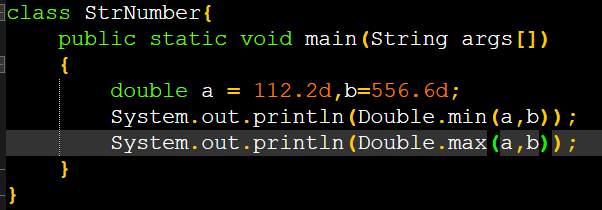 class StrNumber{
    public static void main(String args[])
    {
        double a = 112.2d,b=556.6d;
        System.out.println(Double.min(a,b));
        System.out.println(Double.max(a,b));
    }
}